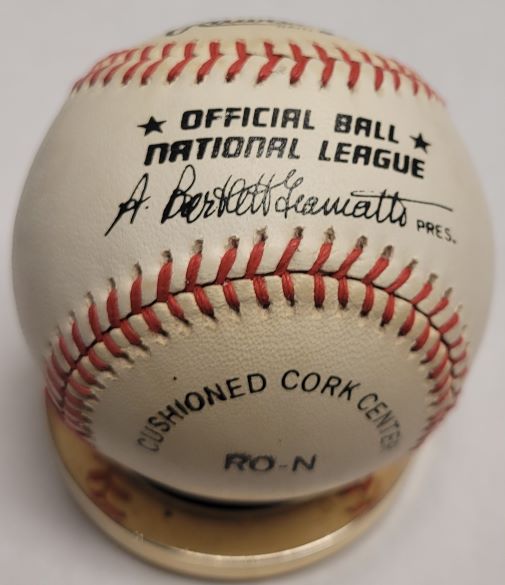 ★ OFFICIAL BALL ★
NATIONAL LEAGUE
A. Bartlett Giamatti PRES.
CUSHIONED CORK CENTER
RO-N